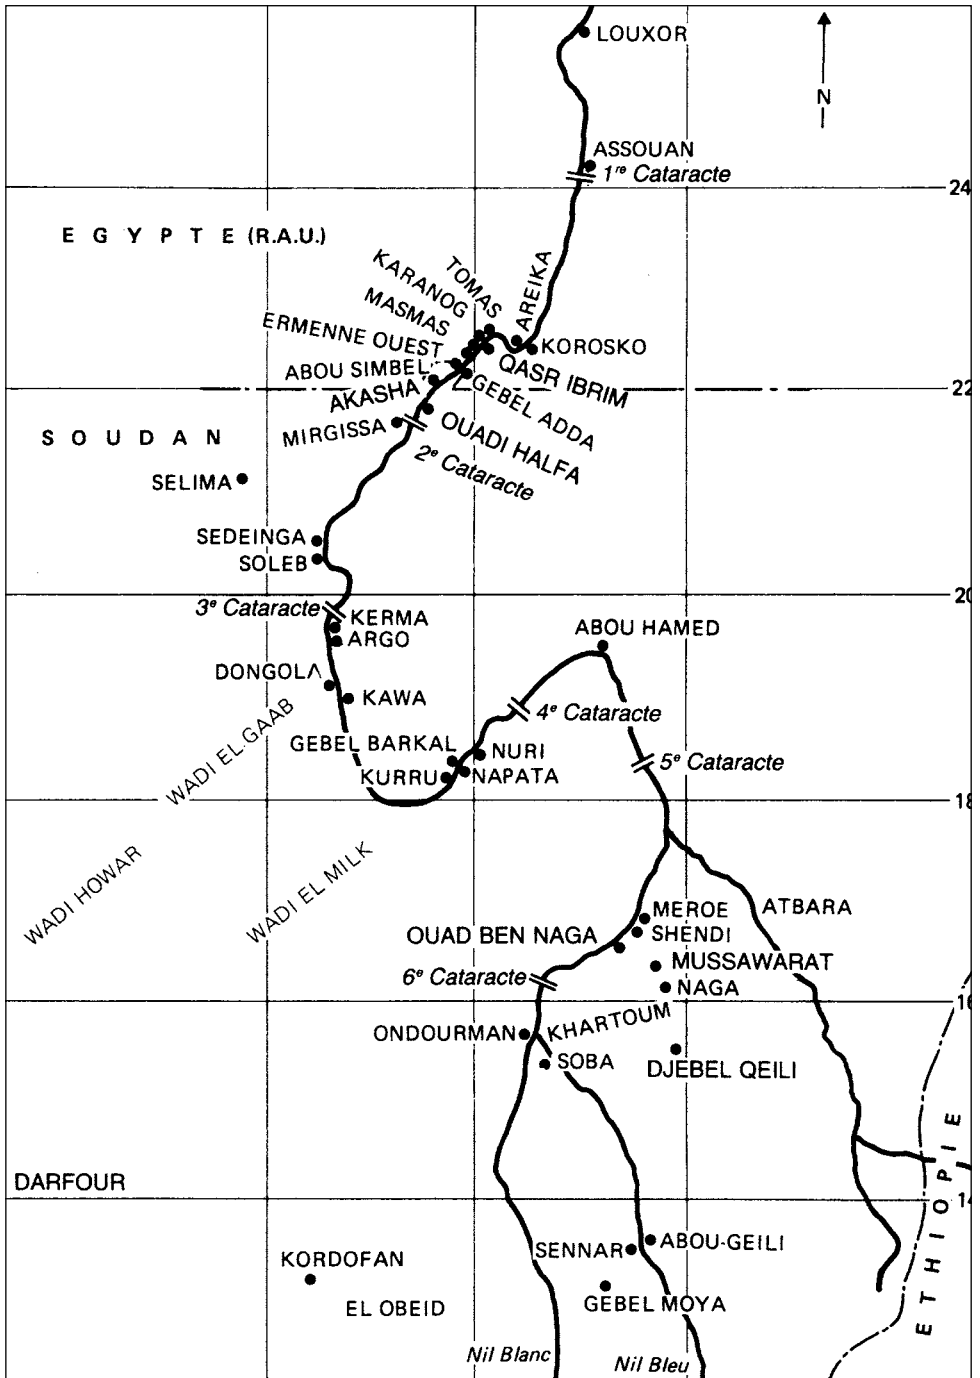 LOUXOR
N
ASSOUAN
1re Cataracte
24
EGYPTE (R.A.U.)
TOMAS
KARANOG
AREIKA
MASMAS
ERMENNE OUEST
KOROSKO
ABOU SIMBEL
QASR IBRIM
AKASHA
22
GEBEL ADDA
MIRGISSA
OUADI HALFA
SOUDAN
2e Cataracte
SELIMA
SEDEINGA
SOLEB
20
3e Cataracte
KERMA
ARGO
ABOU HAMED
DONGOLA
KAWA
4e Cataracte
WADI EL GAAB
GEBEL BARKAL
NURI
KURRU
NAPATA
5e Cataracte
18
WADI HOWAR
WADI EL MILK
ATBARA
MEROE
OUAD BEN NAGA
SHENDI
MUSSAWARAT
6e Cataracte
NAGA
16
KHARTOUM
ONDOURMAN
SOBA
DJEBEL QEILI
ETHIOPIE
DARFOUR
14
SENNAR
ABOU-GEILI
KORDOFAN
GEBEL MOYA
EL OBEID
Nil Blanc
Nil Bleu